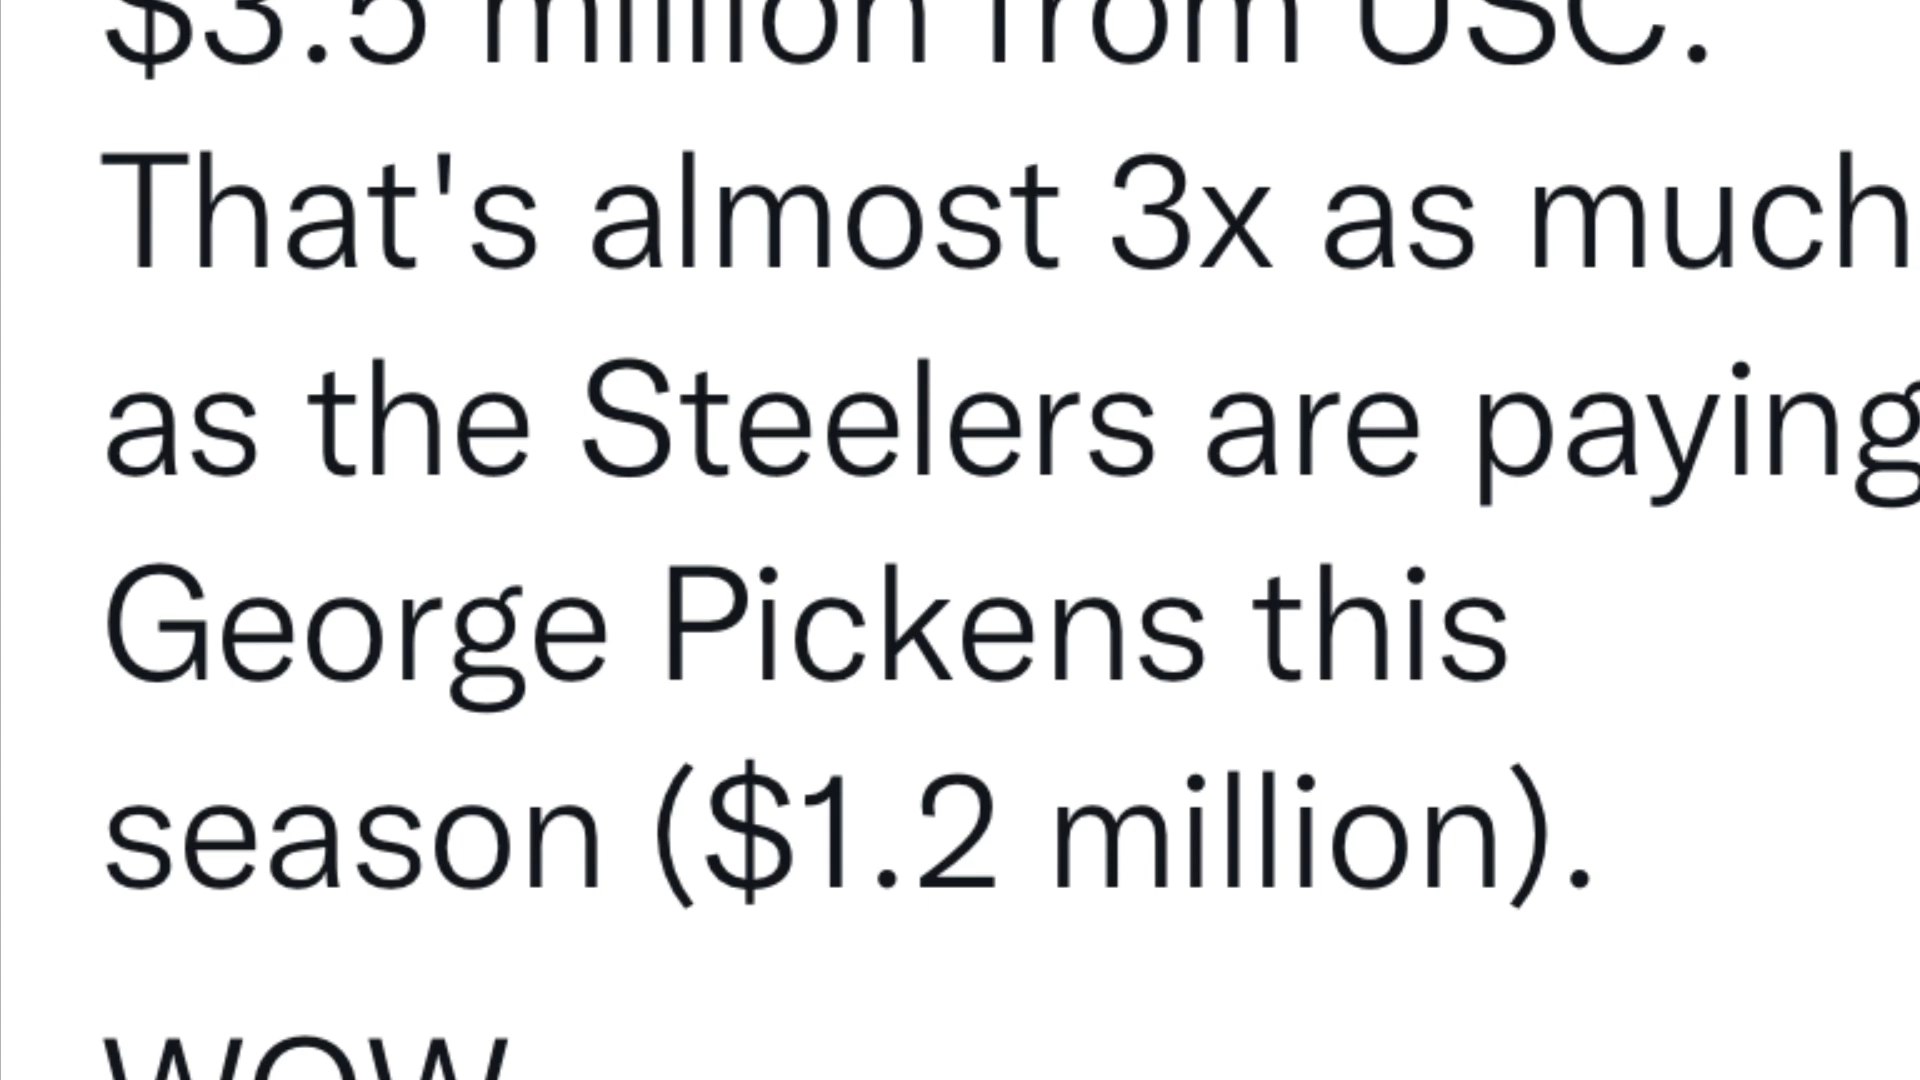 $3.5 million from USC.
That's almost 3x as much
as the Steelers are paying
George Pickens this
season ($1.2 million).
WOW